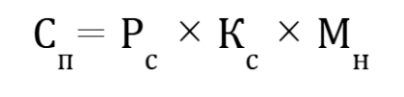 Сп= Рс × Кс × Мн